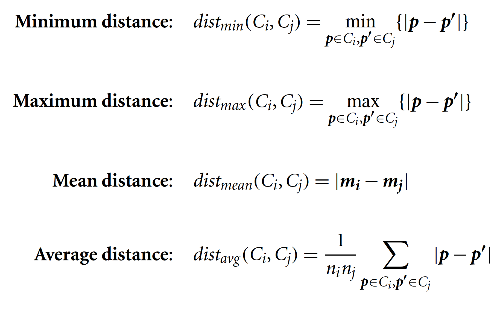 Minimum distance: dist_min(C_i, C_j) = min_{p∈C_i, p′∈C_j} {|p − p′|}
Maximum distance: dist_max(C_i, C_j) = max_{p∈C_i, p′∈C_j} {|p − p′|}
Mean distance: dist_mean(C_i, C_j) = |m_i − m_j|
Average distance: dist_avg(C_i, C_j) = \frac{1}{n_i n_j} ∑_{p∈C_i, p′∈C_j} |p − p′|